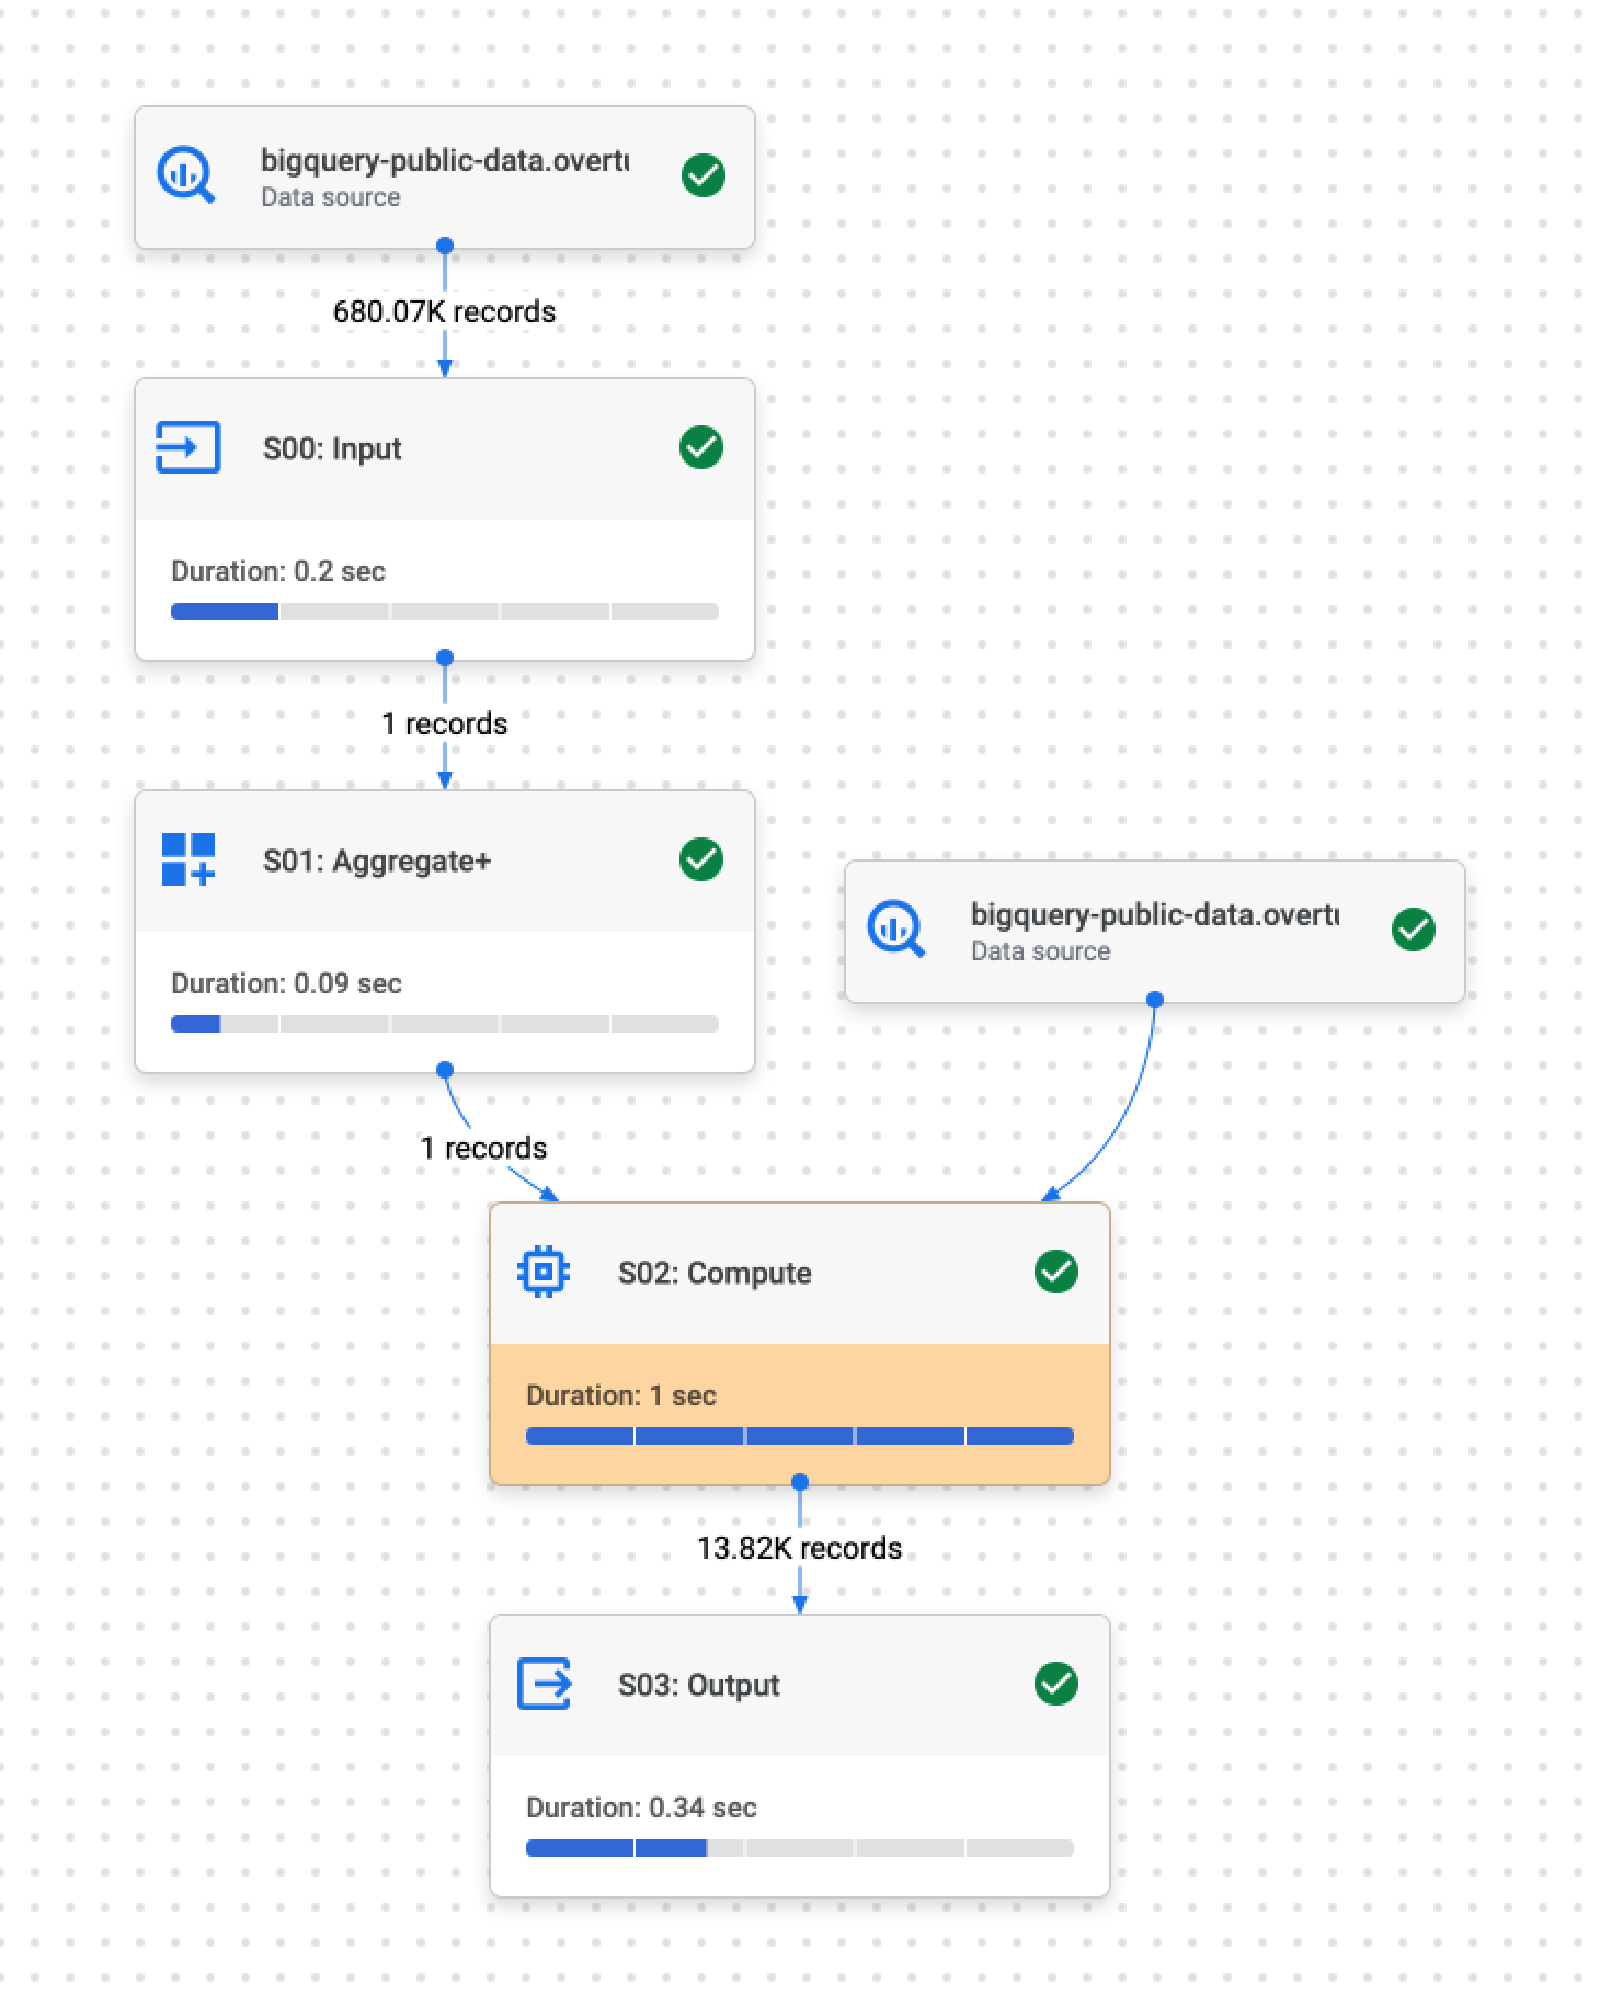 bigquery-public-data.overtu
Data source
680.07K records
S00: Input
Duration: 0.2 sec
1 records
S01: Aggregate+
Duration: 0.09 sec
bigquery-public-data.overtu
Data source
1 records
S02: Compute
Duration: 1 sec
13.82K records
S03: Output
Duration: 0.34 sec